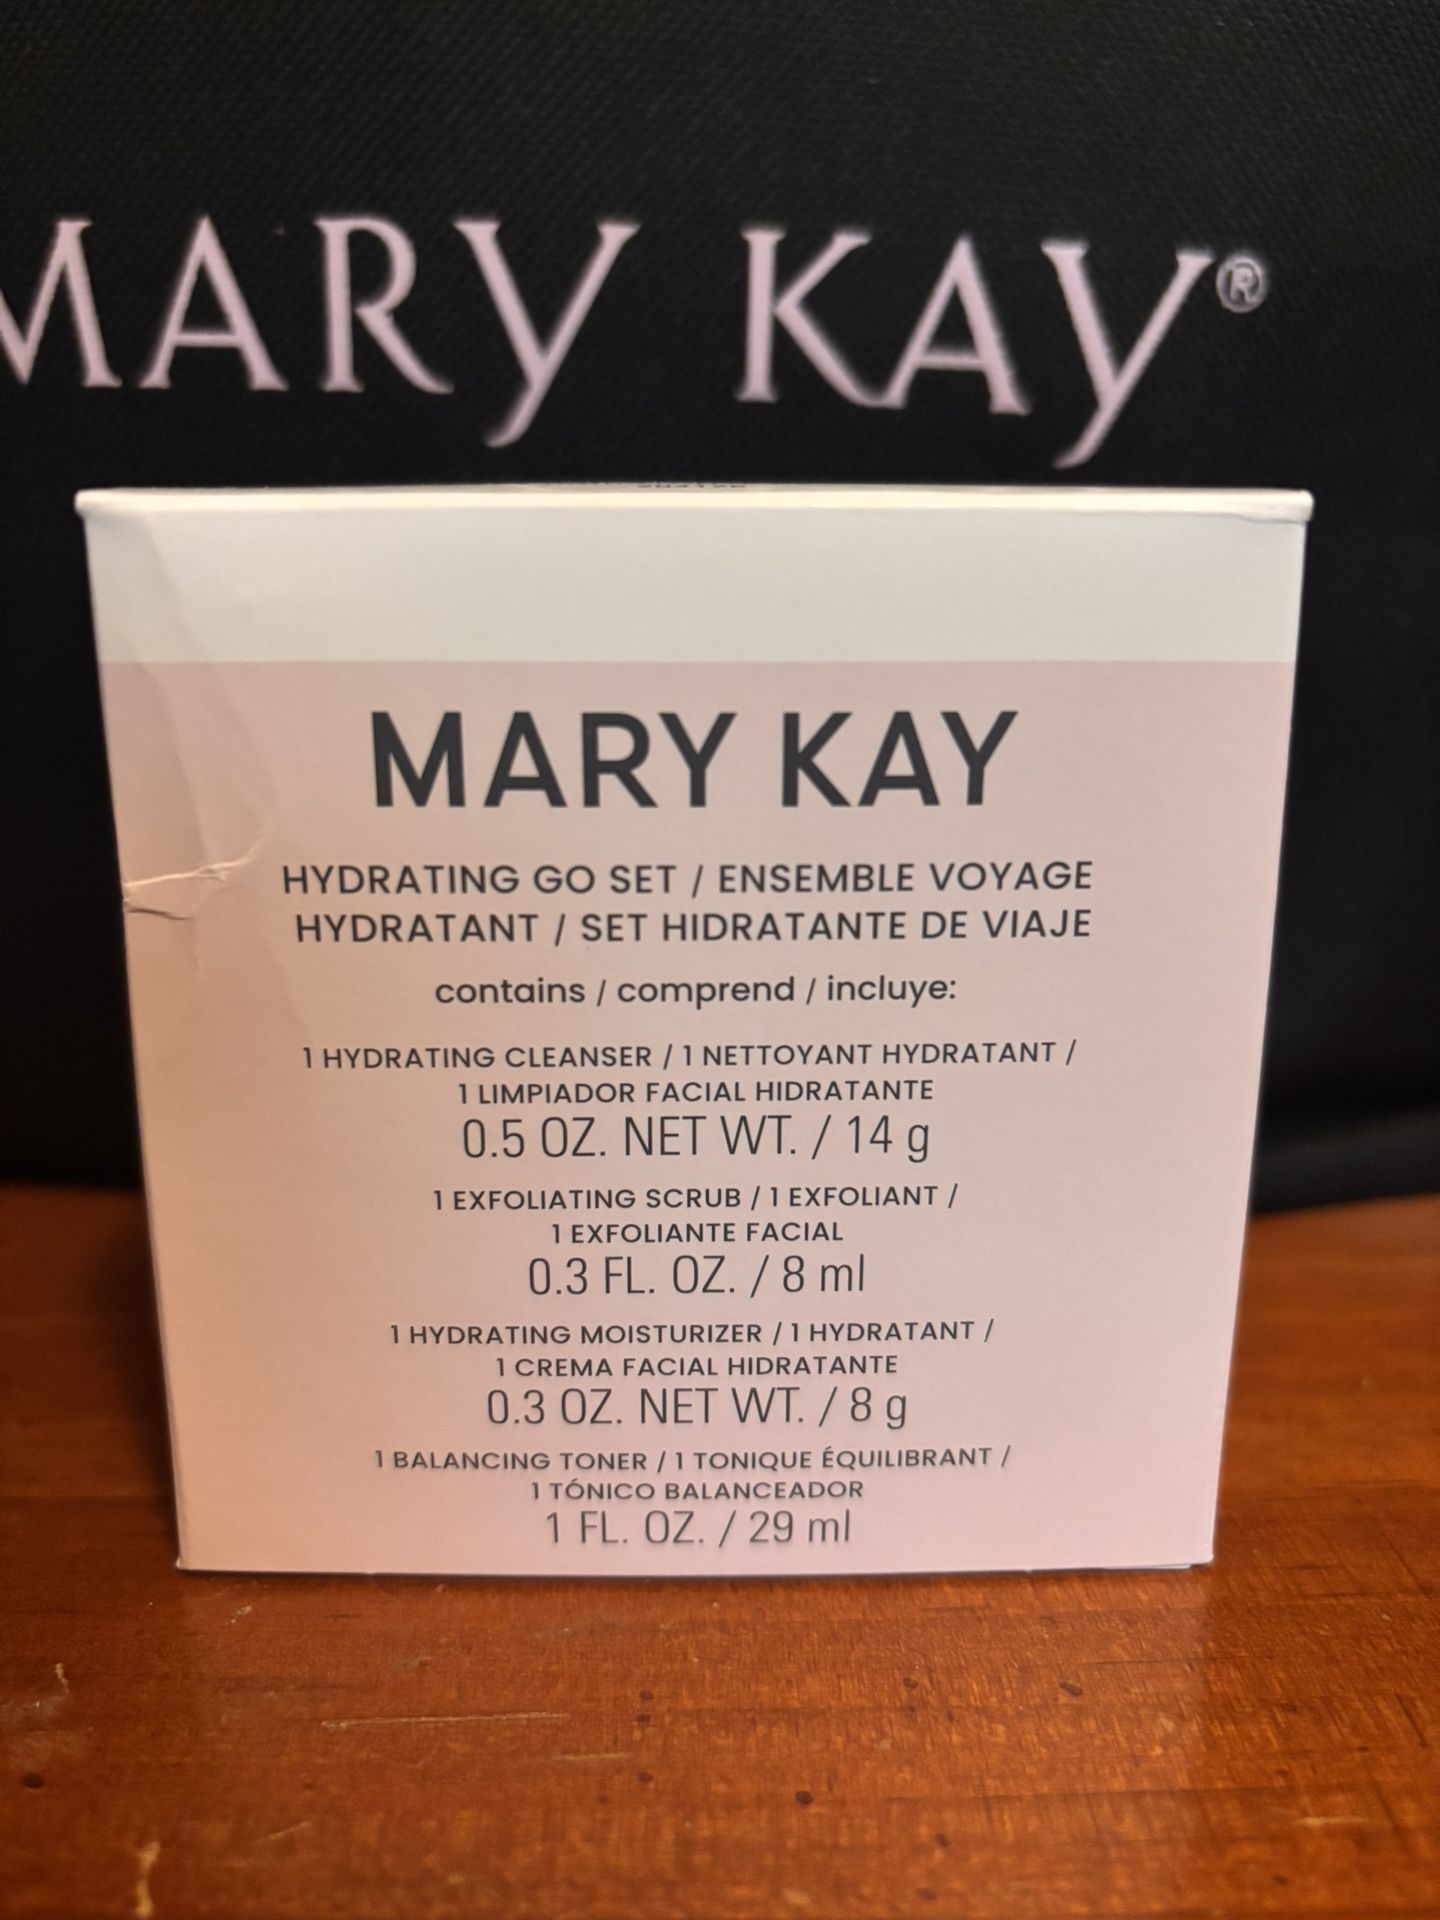 MARY KAY®
MARY KAY
HYDRATING GO SET / ENSEMBLE VOYAGE
HYDRATANT / SET HIDRATANTE DE VIAJE
contains / comprend / incluye:
1 HYDRATING CLEANSER / 1 NETTOYANT HYDRATANT /
1 LIMPIADOR FACIAL HIDRATANTE
0.5 OZ. NET WT. / 14 g
1 EXFOLIATING SCRUB / 1 EXFOLIANT /
1 EXFOLIANTE FACIAL
0.3 FL. OZ. / 8 ml
1 HYDRATING MOISTURIZER / 1 HYDRATANT /
1 CREMA FACIAL HIDRATANTE
0.3 OZ. NET WT. / 8 g
1 BALANCING TONER / 1 TONIQUE ÉQUILIBRANT /
1 TÓNICO BALANCEADOR
1 FL. OZ. / 29 ml